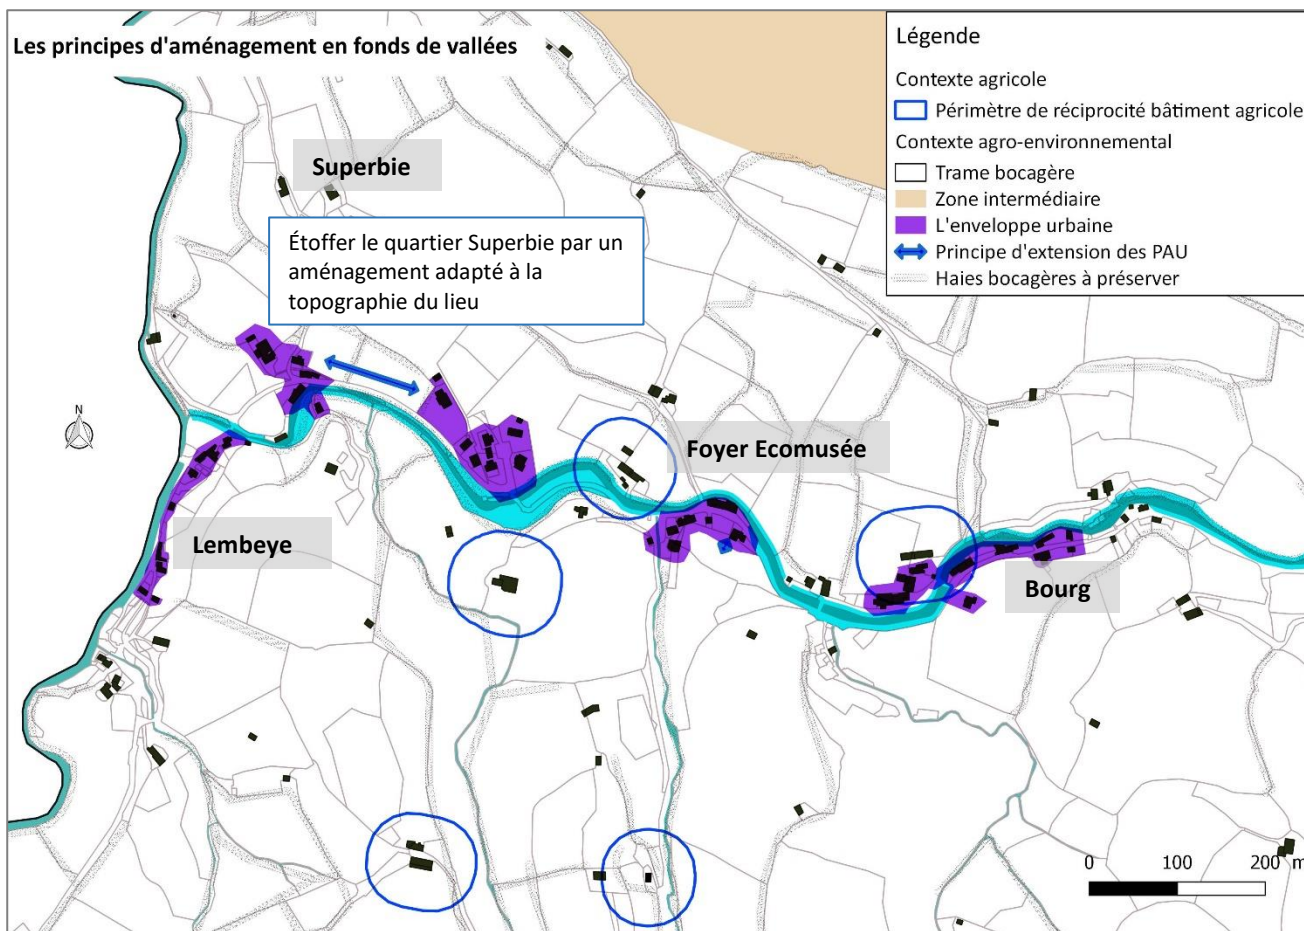 Les principes d'aménagement en fonds de vallées
Légende
Contexte agricole
Périmètre de réciprocité bâtiment agricole
Contexte agro-environnemental
Trame bocagère
Zone intermédiaire
L'enveloppe urbaine
Principe d'extension des PAU
Haies bocagères à préserver
Superbie
Étoffer le quartier Superbie par un
aménagement adapté à la
topographie du lieu
N
Foyer Ecomusée
Lembeye
Bourg
0 100 200 m